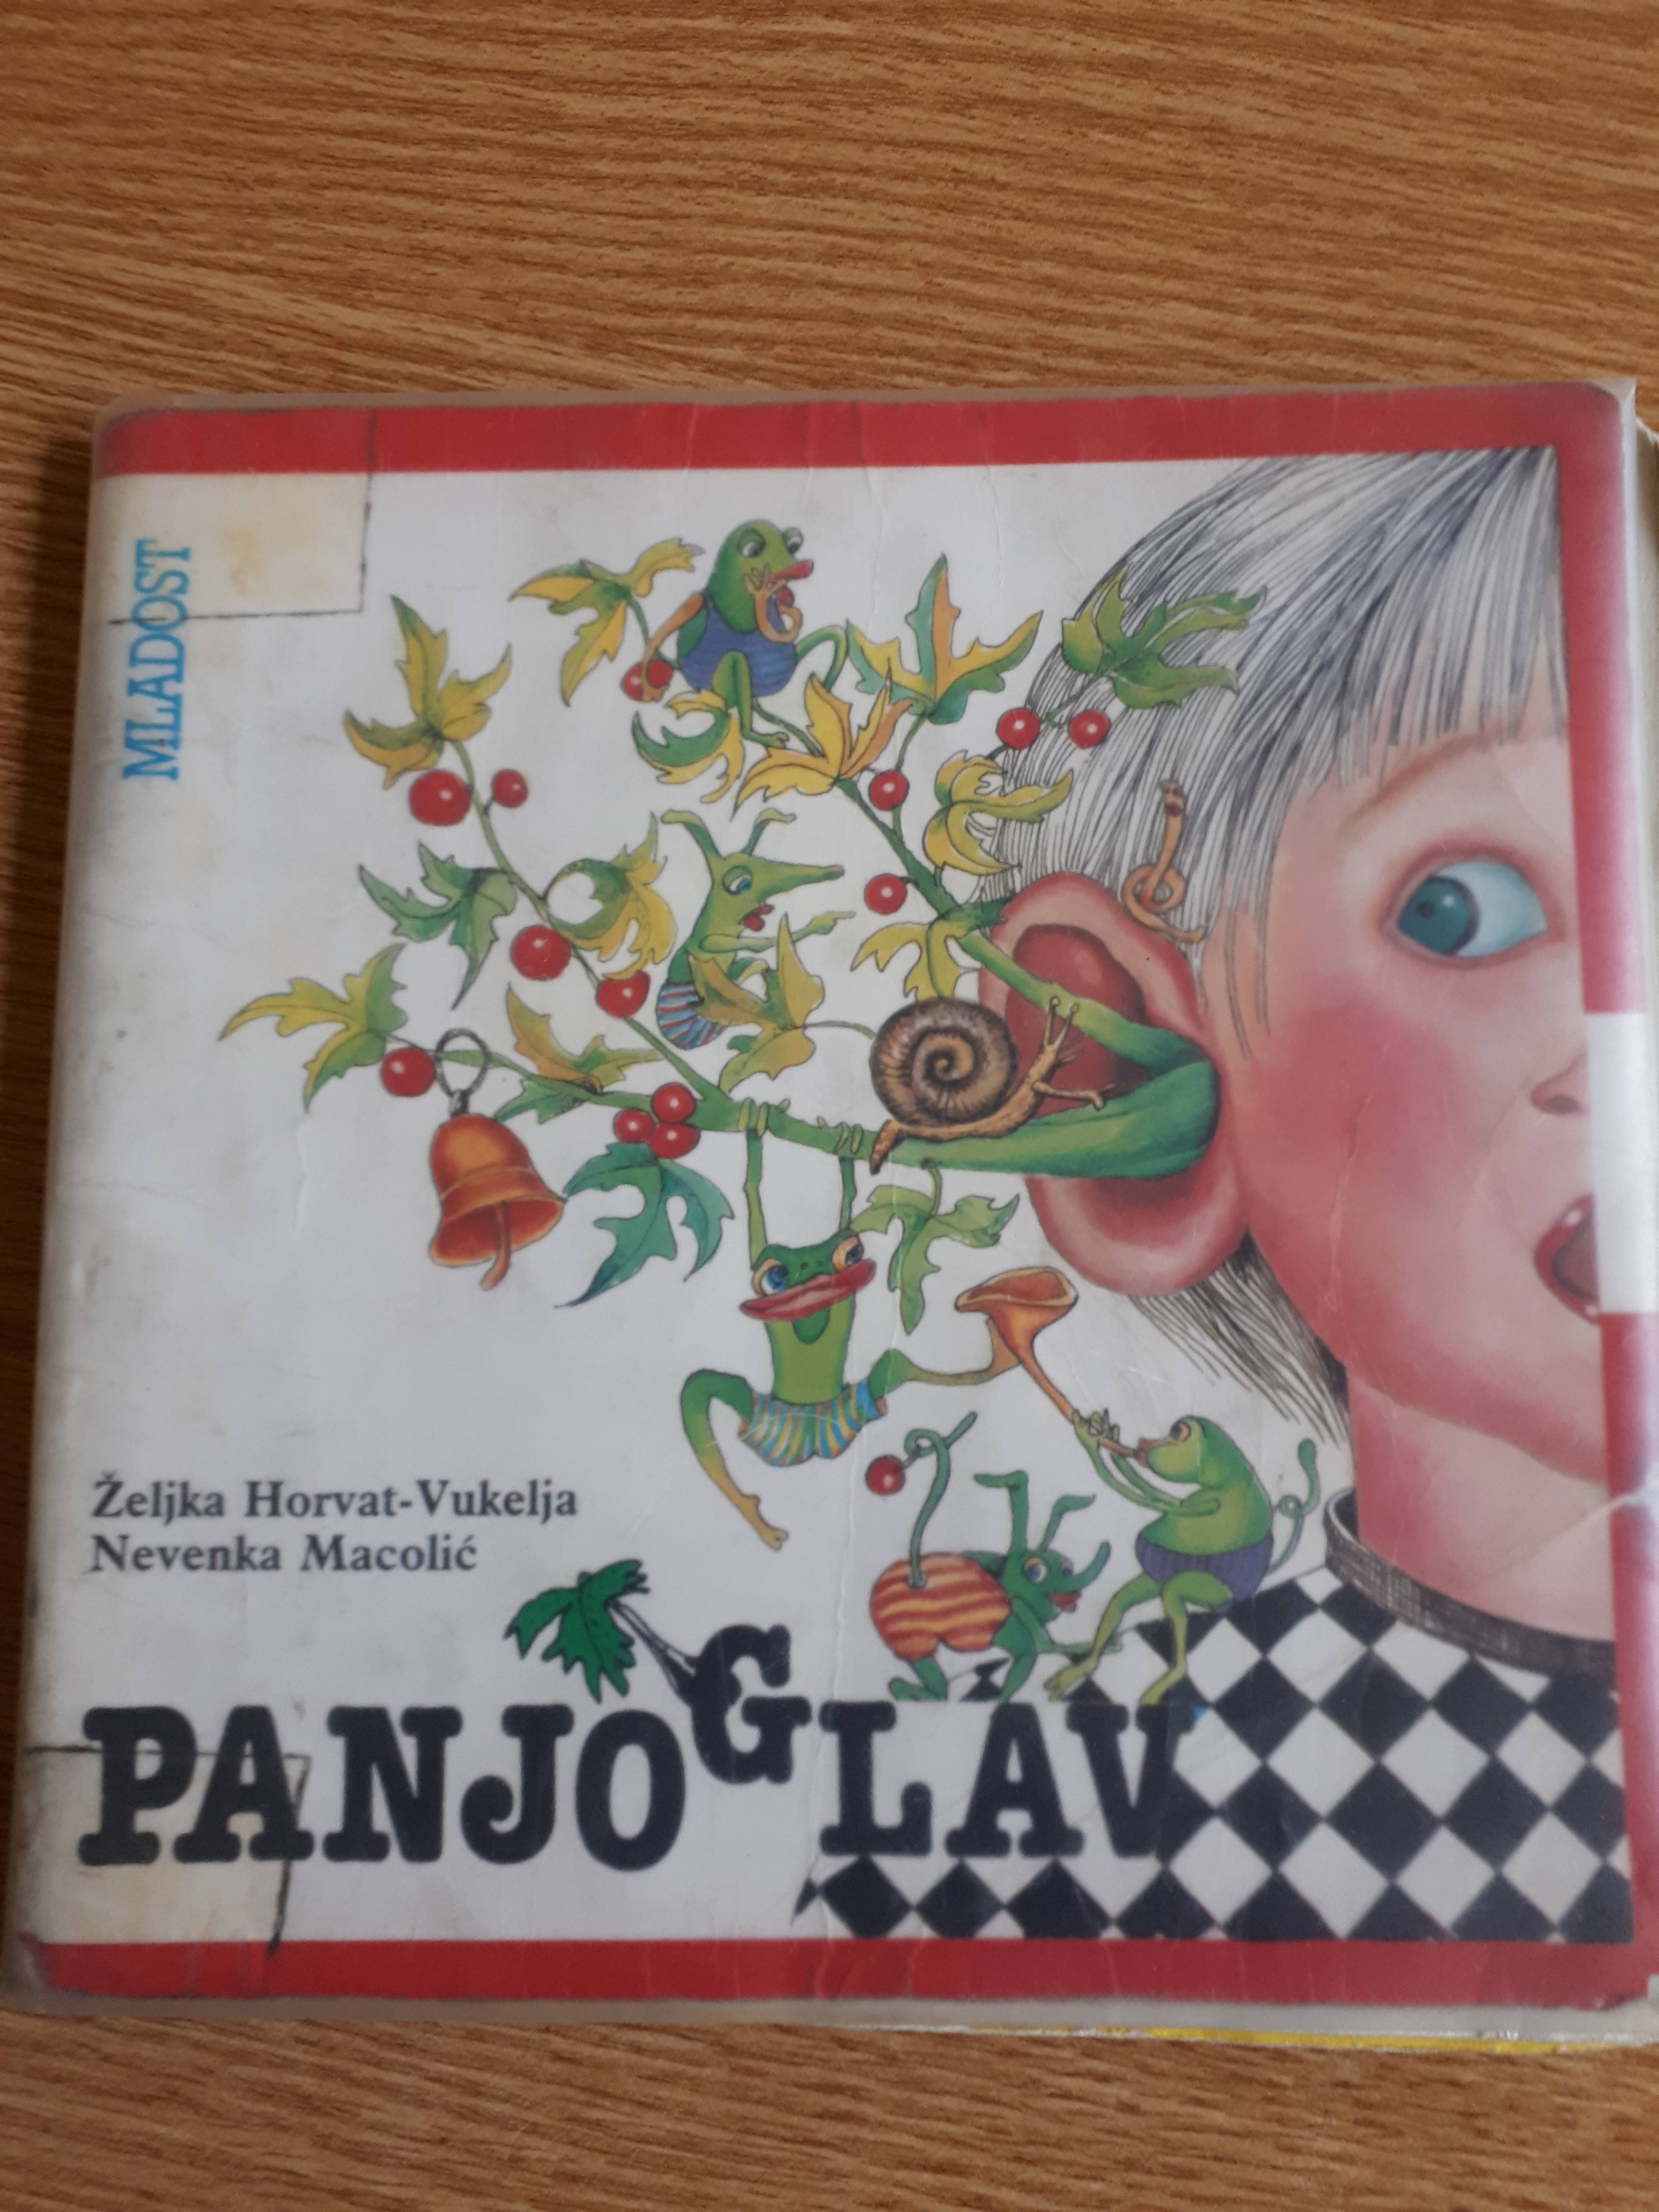 MLADOST
Željka Horvat-Vukelja
Nevenka Macolić
PANJOGLAV